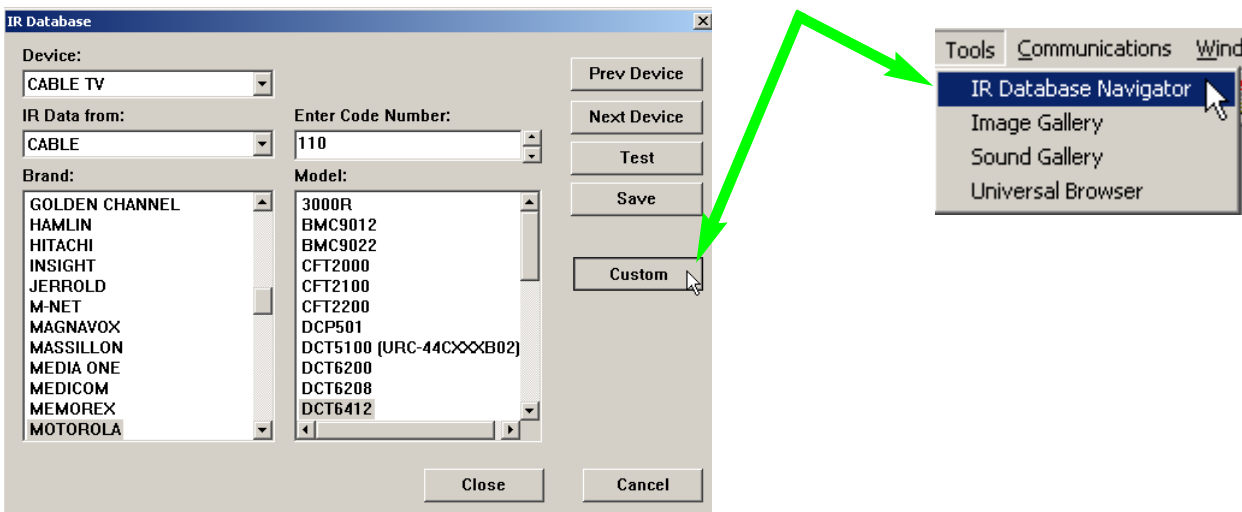 IR Database
Device:
CABLE TV
IR Data from:
CABLE
Enter Code Number:
110
Brand:
GOLDEN CHANNEL
HAMLIN
HITACHI
INSIGHT
JERROLD
M-NET
MAGNAVOX
MASSILLON
MEDIA ONE
MEDICOM
MEMOREX
MOTOROLA
Model:
3000R
BMC9012
BMC9022
CFT2000
CFT2100
CFT2200
DCP501
DCT5100 (URC-44CXXXB02)
DCT6200
DCT6208
DCT6412
Prev Device
Next Device
Test
Save
Custom
Close
Cancel
Tools Communications Wind
IR Database Navigator
Image Gallery
Sound Gallery
Universal Browser